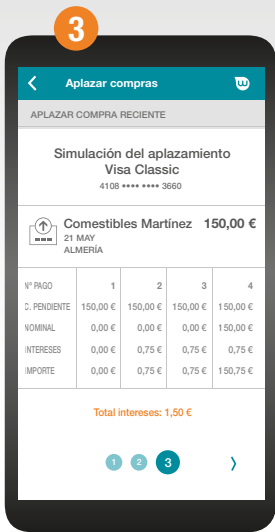 3
Aplazar compras
APLAZAR COMPRA RECIENTE
Simulación del aplazamiento
Visa Classic
4108 •••• •••• 3660
Comestibles Martínez 150,00 €
21 MAY
ALMERÍA
Nº PAGO 1 2 3 4
C. PENDIENTE 150,00 € 150,00 € 150,00 € 150,00 €
NOMINAL 0,00 € 0,00 € 0,00 € 150,00 €
INTERESES 0,00 € 0,75 € 0,75 € 0,75 €
IMPORTE 0,00 € 0,75 € 0,75 € 150,75 €
Total intereses: 1,50 €
1 2 3